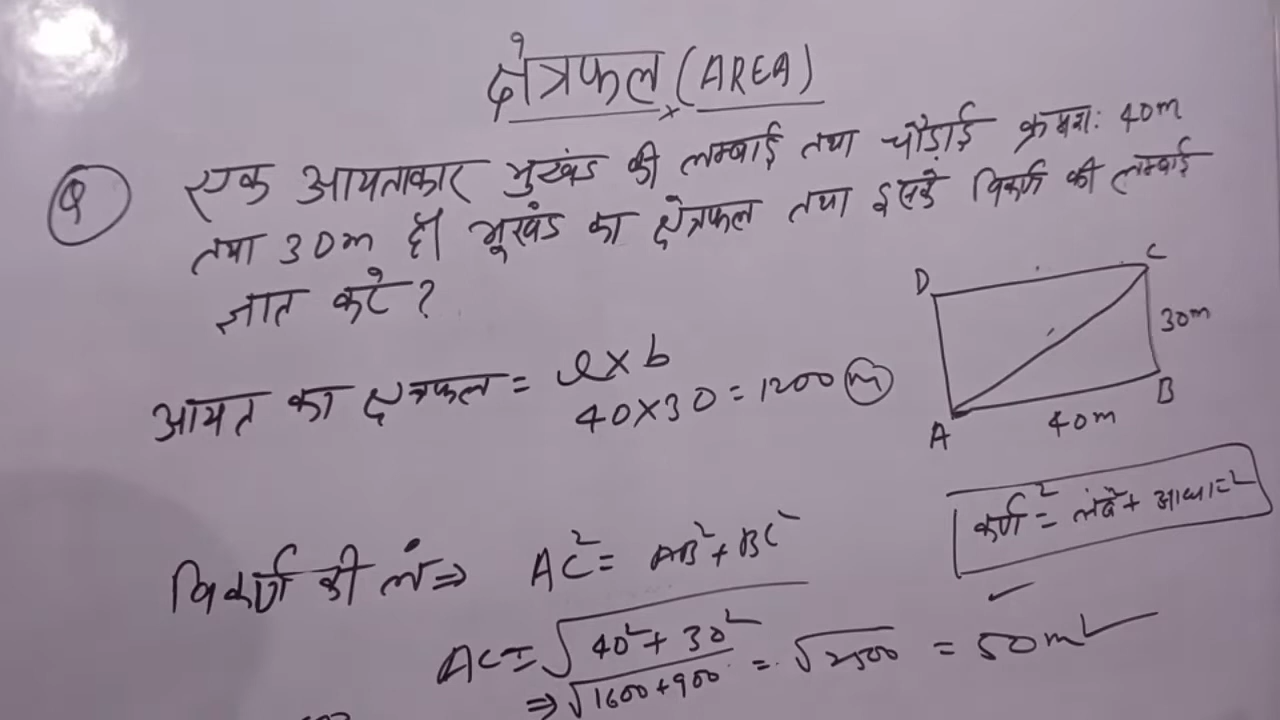 क्षेत्रफल (AREA)
Q एक आयताकार भुखंड की लम्बाई तथा चौड़ाई क्रमशः 40m
तथा 30m है। भूखंड का क्षेत्रफल तथा इसके विकर्ण की लम्बाई
ज्ञात करे ?
D C
30m
A 40m B
आयत का क्षेत्रफल = l×b
40×30 = 1200 m
कर्ण² = लंब² + आधार²
विकर्ण की लं ⇒ AC² = AB² + BC²
AC = √40² + 30²
⇒ √1600+900 = √2500 = 50m²